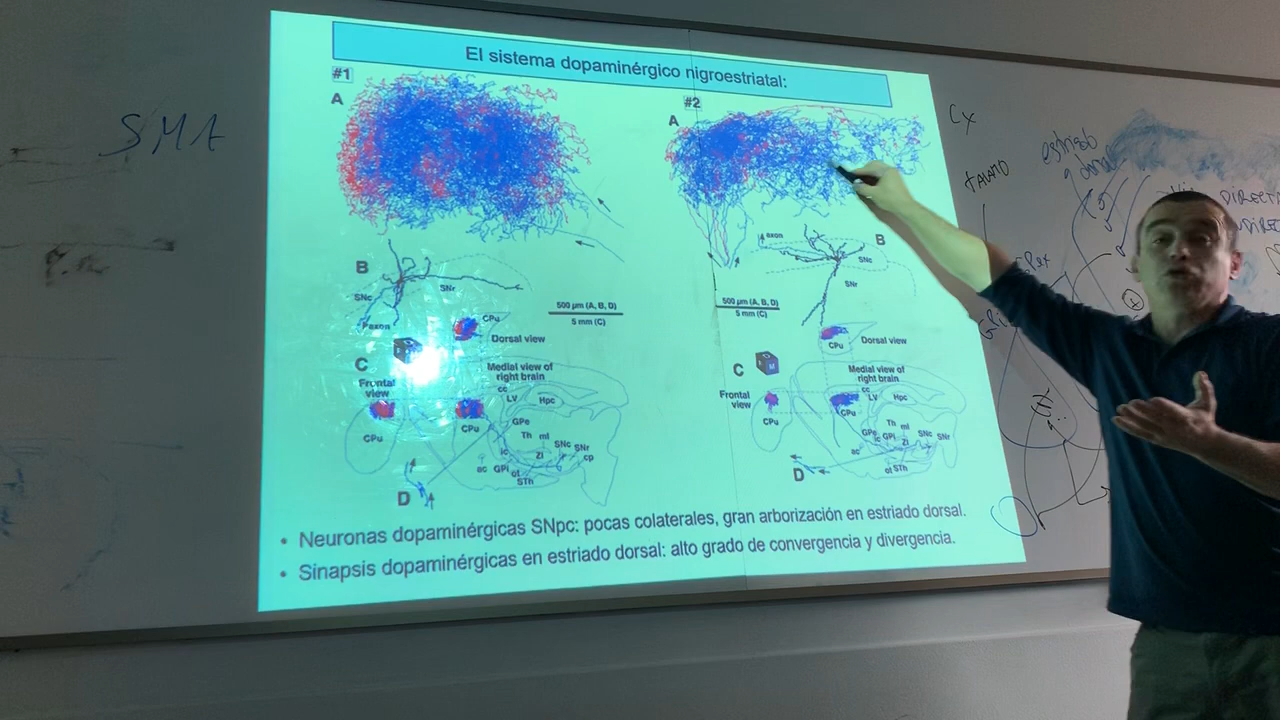 El sistema dopaminérgico nigroestriatal:
#1
A
B
SNc
SNr
axon
500 µm (A, B, D)
5 mm (C)
CPu
Dorsal view
C
Frontal
view
CPu
CPu
Medial view of
right brain
cc
LV
Hpc
GPe
Th
ml
ic
ZI
SNc
SNr
cp
ac
GPi
ot
STh
D
#2
A
axon
B
SNc
SNr
500 µm (A, B, D)
5 mm (C)
CPu
Dorsal view
C
M
Frontal
view
CPu
CPu
Medial view of
right brain
cc
LV
Hpc
Th
ml
GPe
ic
GPi
ZI
SNc
SNr
ac
ot
STh
D
• Neuronas dopaminérgicas SNpc: pocas colaterales, gran arborización en estriado dorsal.
• Sinapsis dopaminérgicas en estriado dorsal: alto grado de convergencia y divergencia.
SMA
Cx
TALAMO
DIRECT